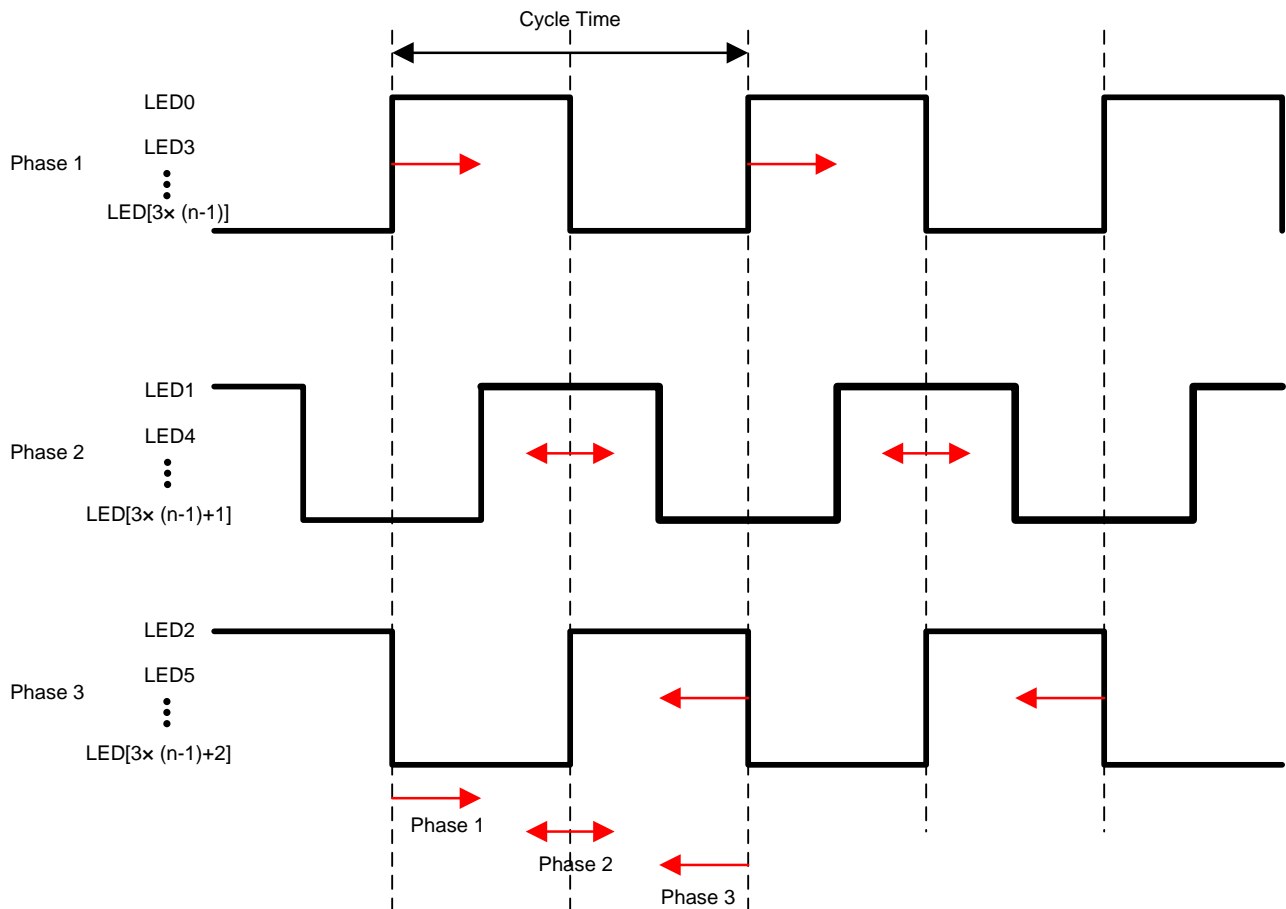 Cycle Time
LED0
LED3
Phase 1
LED[3× (n-1)]
LED1
LED4
Phase 2
LED[3× (n-1)+1]
LED2
LED5
Phase 3
LED[3× (n-1)+2]
Phase 1
Phase 2
Phase 3